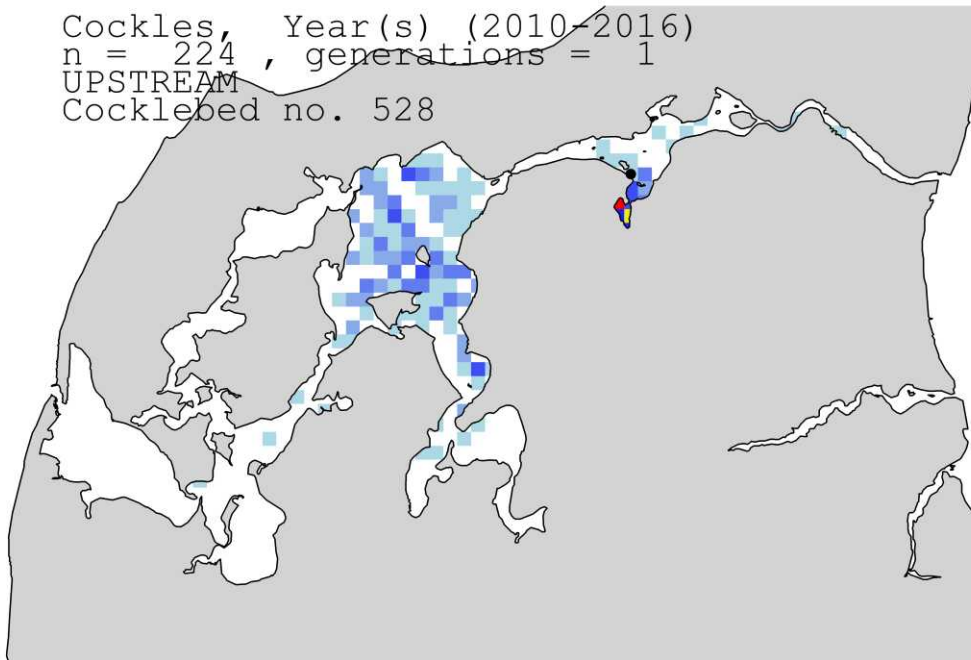 Cockles, Year(s) (2010-2016)
n = 224 , generations = 1
UPSTREAM
Cocklebed no. 528